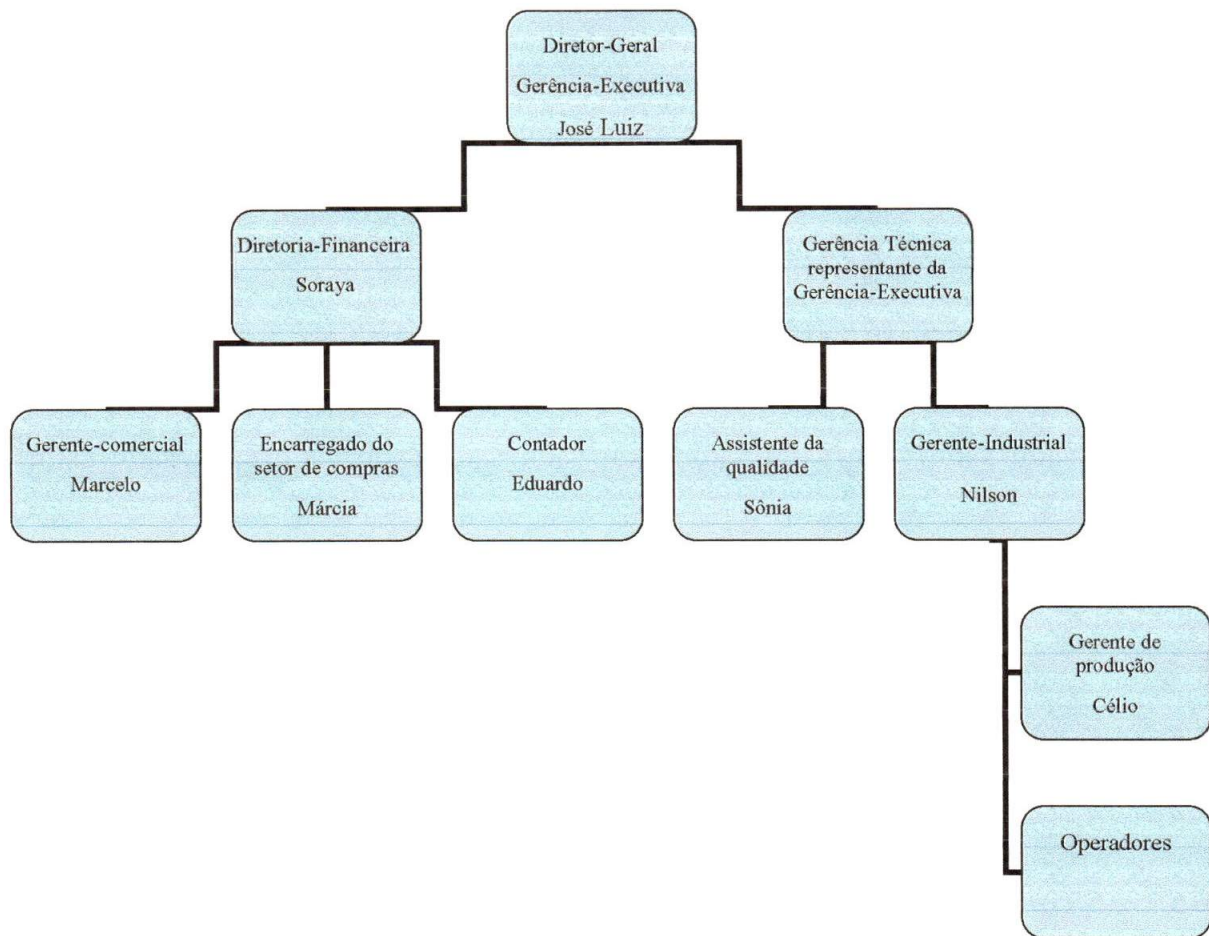 Diretor-Geral
Gerência-Executiva
José Luiz
Diretoria-Financeira
Soraya
Gerência Técnica
representante da
Gerência-Executiva
Gerente-comercial
Marcelo
Encarregado do
setor de compras
Márcia
Contador
Eduardo
Assistente da
qualidade
Sônia
Gerente-Industrial
Nilson
Gerente de
produção
Célio
Operadores